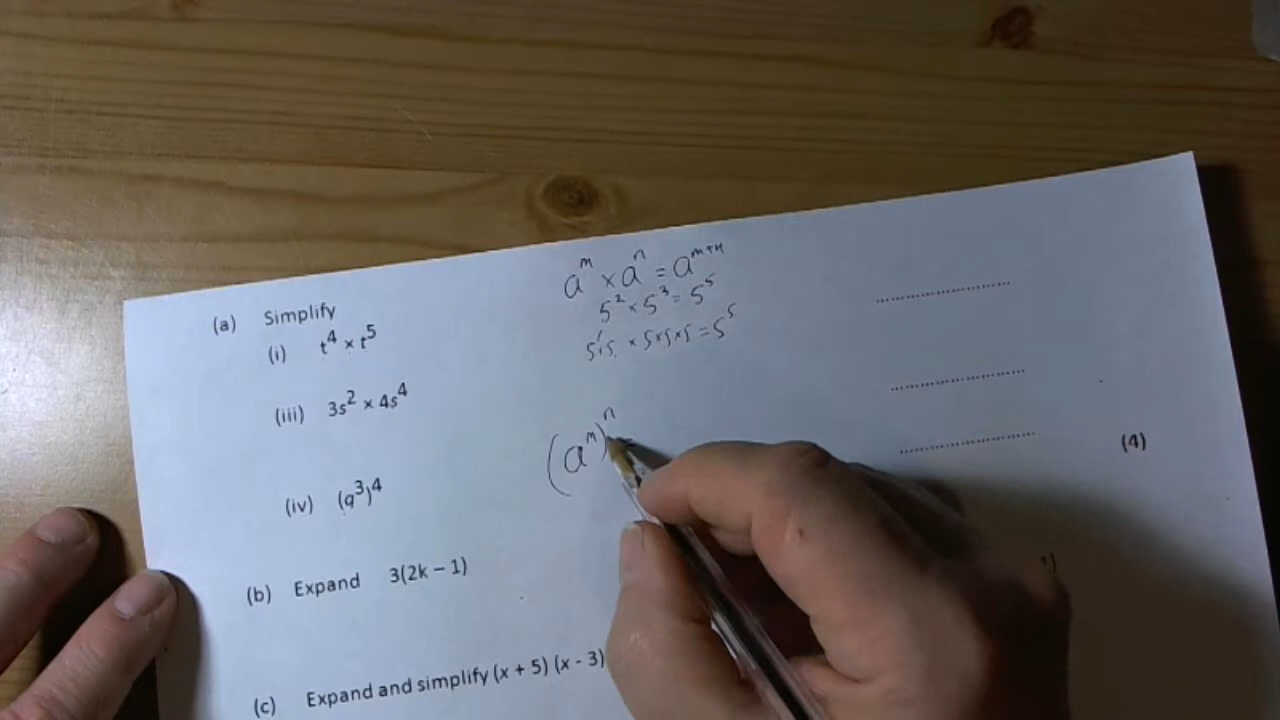 aᵐ × aⁿ = aᵐ⁺ⁿ
5² × 5³ = 5⁵
5×5 × 5×5×5 = 5⁵
(a) Simplify
(i) t⁴ × t⁵
(iii) 3s² × 4s⁴
(aᵐ)ⁿ
(4)
(iv) (q³)⁴
(b) Expand 3(2k – 1)
(c) Expand and simplify (x + 5) (x - 3)